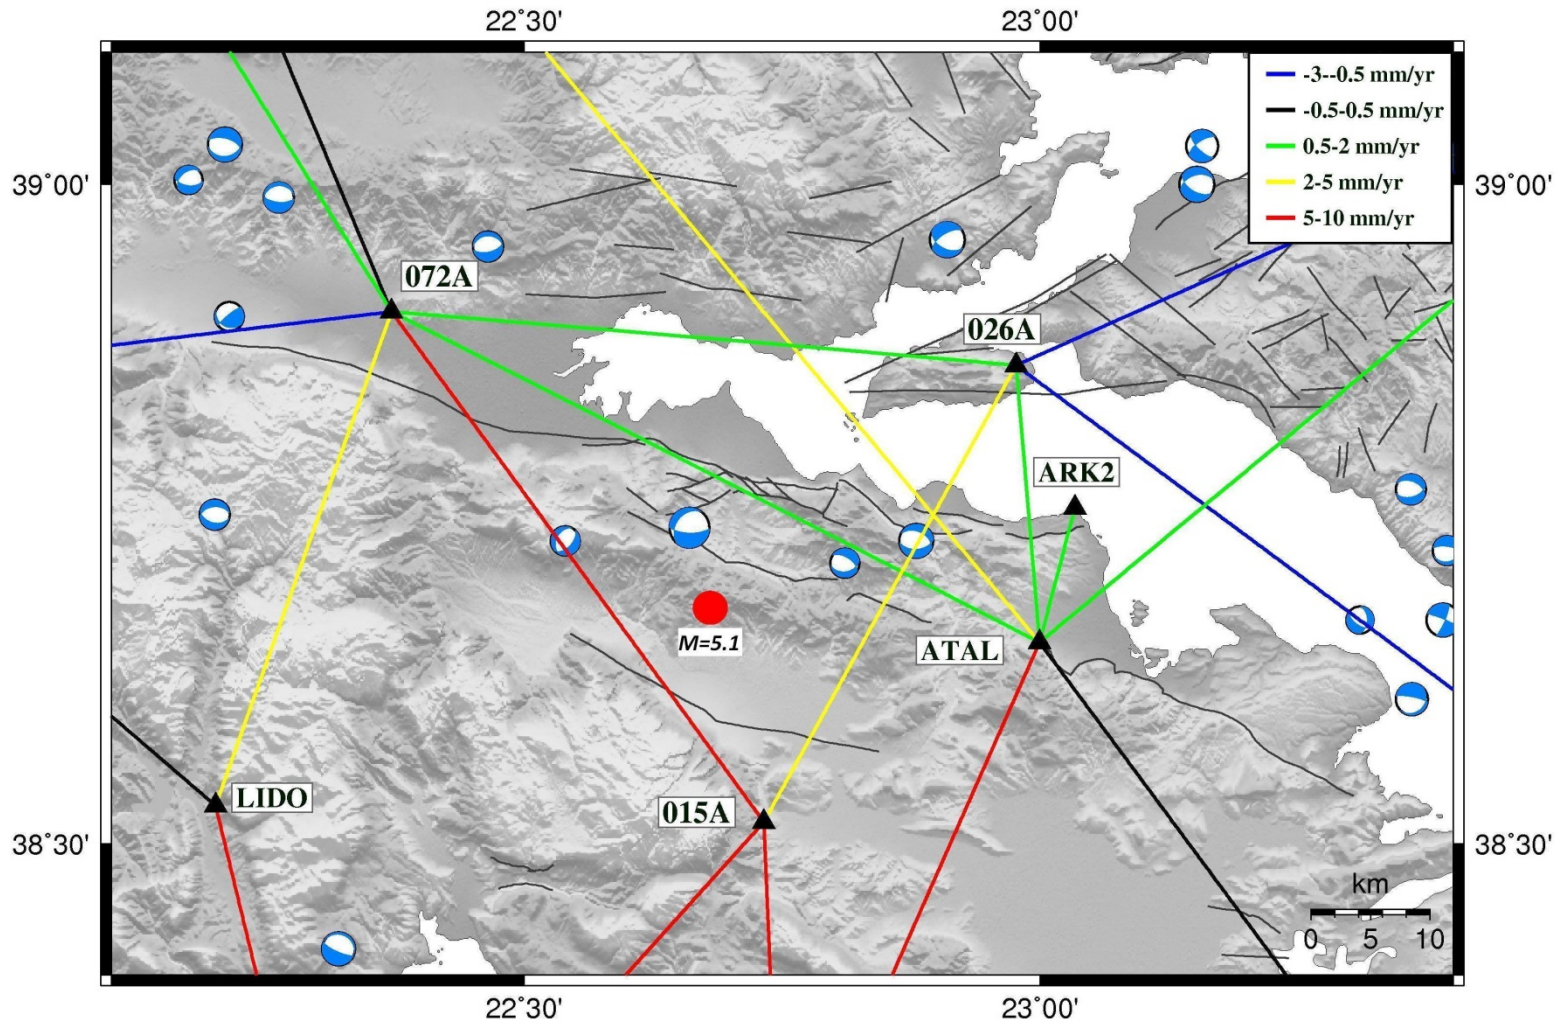 22°30'
23°00'
-3--0.5 mm/yr
-0.5-0.5 mm/yr
0.5-2 mm/yr
2-5 mm/yr
5-10 mm/yr
39°00'
39°00'
072A
026A
ARK2
M=5.1
ATAL
LIDO
015A
38°30'
38°30'
km
0 5 10
22°30'
23°00'